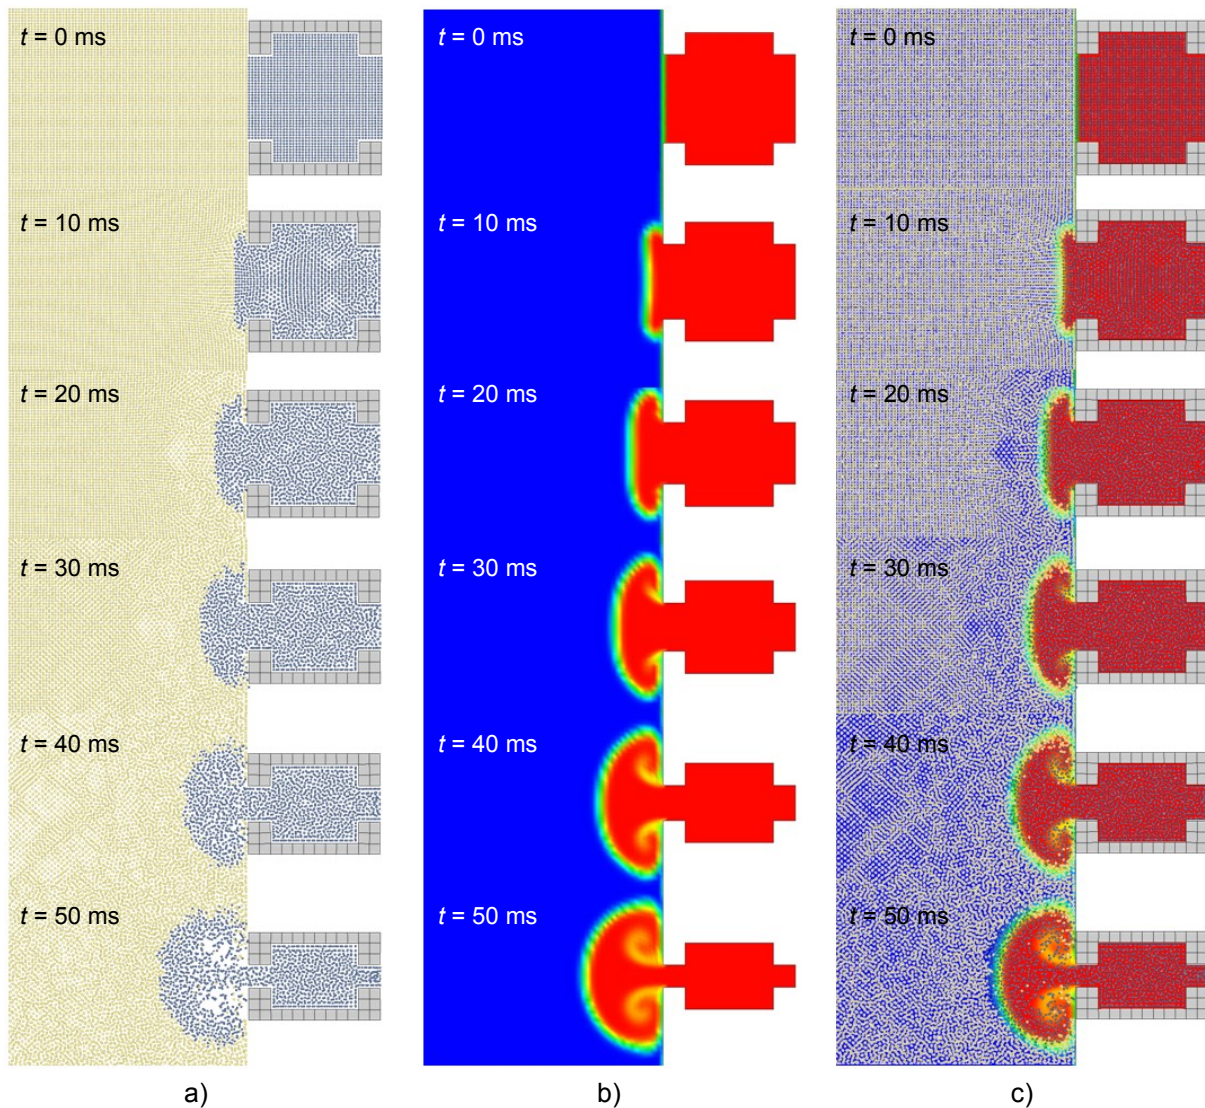 t = 0 ms t = 0 ms t = 0 ms
t = 10 ms t = 10 ms t = 10 ms
t = 20 ms t = 20 ms t = 20 ms
t = 30 ms t = 30 ms t = 30 ms
t = 40 ms t = 40 ms t = 40 ms
t = 50 ms t = 50 ms t = 50 ms
a) b) c)